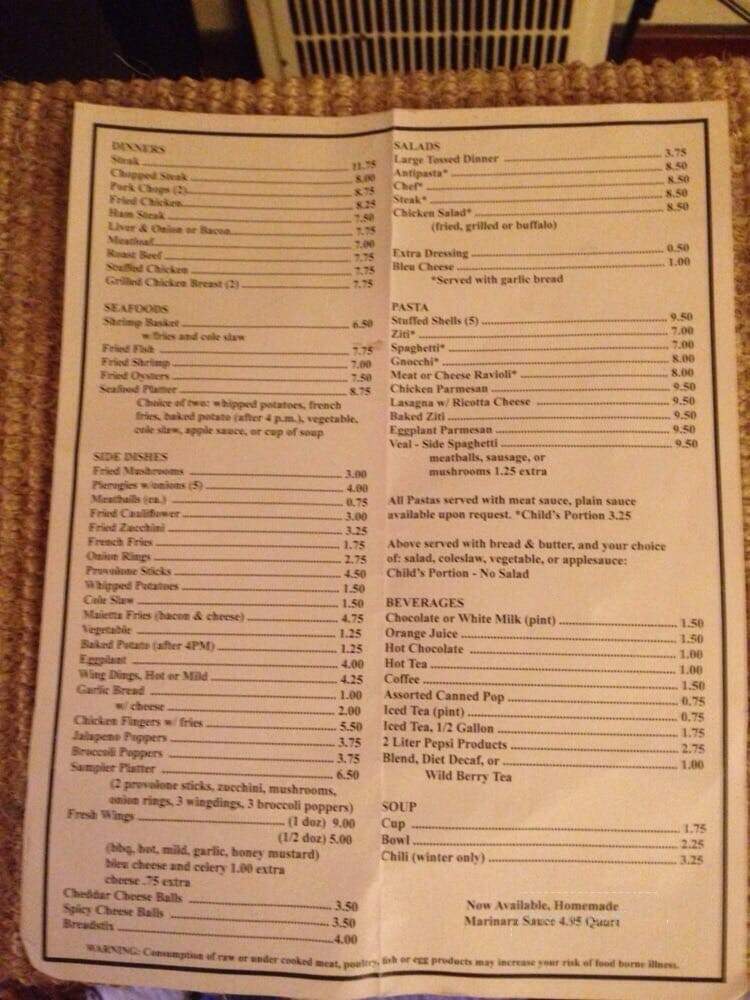 DINNERS
Steak 11.75
Chopped Steak 8.00
Pork Chops (2) 8.75
Fried Chicken 8.25
Ham Steak 7.50
Liver & Onion or Bacon 7.75
Meatloaf 7.00
Roast Beef 7.75
Stuffed Chicken 7.75
Grilled Chicken Breast (2) 7.75
SEAFOODS
Shrimp Basket 6.50
w/fries and cole slaw
Fried Fish 7.75
Fried Shrimp 7.00
Fried Oysters 7.50
Seafood Platter 8.75
Choice of two: whipped potatoes, french
fries, baked potato (after 4 p.m.), vegetable,
cole slaw, apple sauce, or cup of soup
SIDE DISHES
Fried Mushrooms 3.00
Pierogies w/onions (5) 4.00
Meatballs (ea.) 0.75
Fried Cauliflower 3.00
Fried Zucchini 3.25
French Fries 1.75
Onion Rings 2.75
Provolone Sticks 4.50
Whipped Potatoes 1.50
Cole Slaw 1.50
Maietta Fries (bacon & cheese) 4.75
Vegetable 1.25
Baked Potato (after 4PM) 1.25
Eggplant 4.00
Wing Dings, Hot or Mild 4.25
Garlic Bread 1.00
w/ cheese 2.00
Chicken Fingers w/ fries 5.50
Jalapeno Poppers 3.75
Broccoli Poppers 3.75
Sampler Platter 6.50
(2 provolone sticks, zucchini, mushrooms,
onion rings, 3 wingdings, 3 broccoli poppers)
Fresh Wings (1 doz) 9.00
(1/2 doz) 5.00
(bbq, hot, mild, garlic, honey mustard)
bleu cheese and celery 1.00 extra
cheese .75 extra
Cheddar Cheese Balls 3.50
Spicy Cheese Balls 3.50
Breadstix 4.00
SALADS
Large Tossed Dinner 3.75
Antipasta* 8.50
Chef* 8.50
Steak* 8.50
Chicken Salad* 8.50
(fried, grilled or buffalo)
Extra Dressing 0.50
Bleu Cheese 1.00
*Served with garlic bread
PASTA
Stuffed Shells (5) 9.50
Ziti* 7.00
Spaghetti* 7.00
Gnocchi* 8.00
Meat or Cheese Ravioli* 8.00
Chicken Parmesan 9.50
Lasagna w/ Ricotta Cheese 9.50
Baked Ziti 9.50
Eggplant Parmesan 9.50
Veal - Side Spaghetti 9.50
meatballs, sausage, or
mushrooms 1.25 extra
All Pastas served with meat sauce, plain sauce
available upon request. *Child's Portion 3.25
Above served with bread & butter, and your choice
of: salad, coleslaw, vegetable, or applesauce:
Child's Portion - No Salad
BEVERAGES
Chocolate or White Milk (pint) 1.50
Orange Juice 1.50
Hot Chocolate 1.00
Hot Tea 1.00
Coffee 1.50
Assorted Canned Pop 0.75
Iced Tea (pint) 0.75
Iced Tea, 1/2 Gallon 1.75
2 Liter Pepsi Products 2.75
Blend, Diet Decaf, or 1.00
Wild Berry Tea
SOUP
Cup 1.75
Bowl 2.25
Chili (winter only) 3.25
Now Available, Homemade
Marinara Sauce 4.95 Quart
WARNING: Consumption of raw or under cooked meat, poultry, fish or egg products may increase your risk of food borne illness.